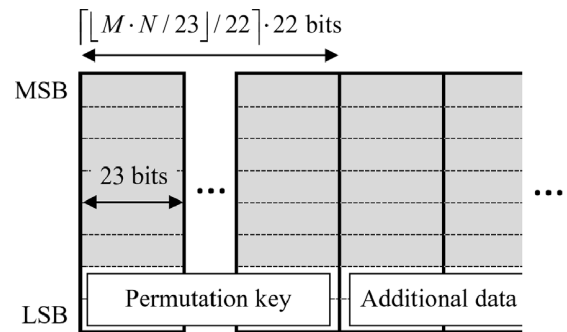 ⌈⌊M·N/23⌋/22⌉·22 bits
MSB
23 bits
...
...
Permutation key
Additional data
LSB